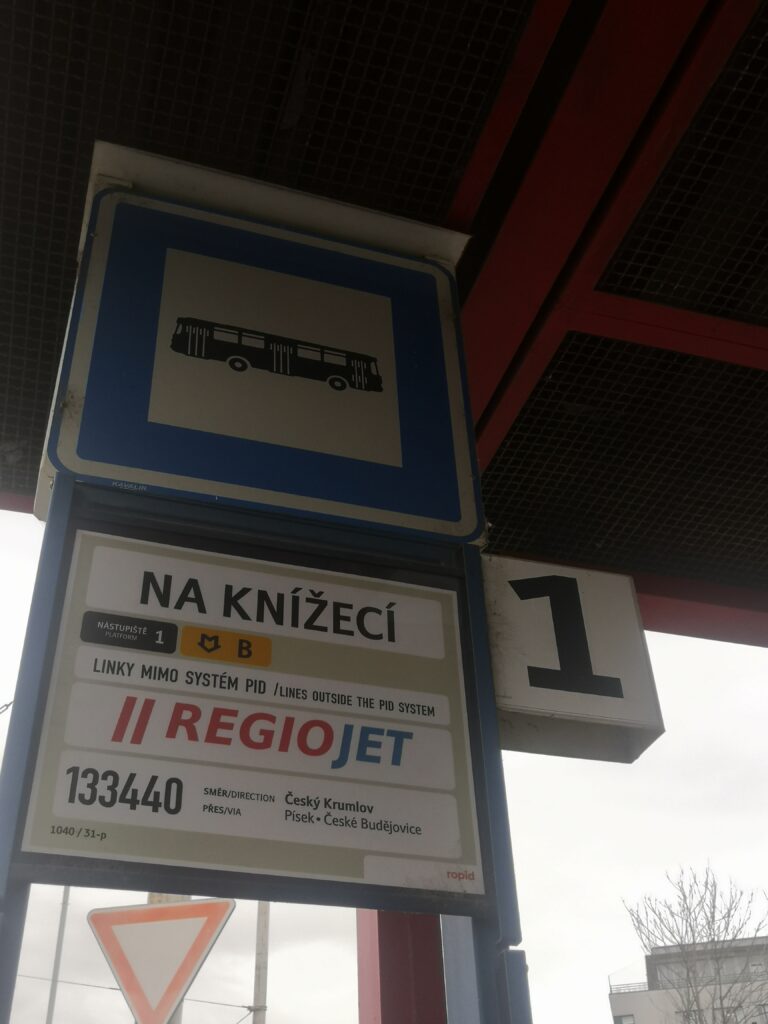 KAWALIN
NA KNÍŽECÍ
NÁSTUPIŠTĚ
PLATFORM 1
B
LINKY MIMO SYSTÉM PID / LINES OUTSIDE THE PID SYSTEM
REGIOJET
133440 SMĚR/DIRECTION Český Krumlov
PŘES/VIA Písek • České Budějovice
1040 / 31-p
ropid
1